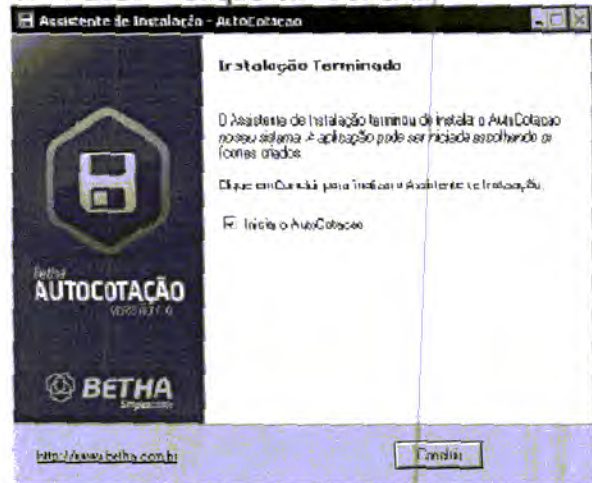 Assistente de Instalação - AutoCotacao
Instalação Terminada
O Assistente de Instalação terminou de instalar o AutoCotacao
no seu sistema. A aplicação pode ser iniciada escolhendo os
ícones criados.
Clique em Concluir para finalizar o Assistente de Instalação.
Iniciar o AutoCotacao
Betha
AUTOCOTAÇÃO
BETHA
http://www.betha.com.br
Concluir